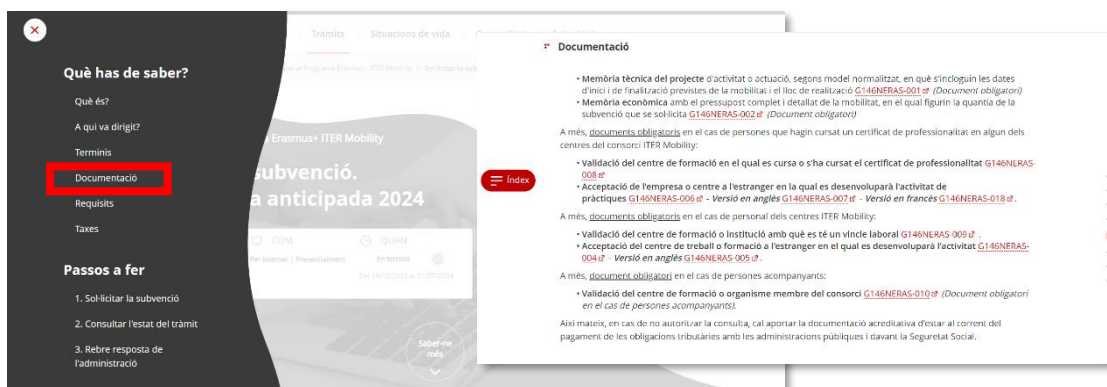 Què has de saber?
Què és?
A qui va dirigit?
Terminis
Documentació
Requisits
Taxes
Passos a fer
1. Sol·licitar la subvenció
2. Consultar l'estat del tràmit
3. Rebre resposta de
l'administració
Tràmits
Situacions de vida
Erasmus+ ITER Mobility
subvenció.
a anticipada 2024
COM
QUAN
Per Internet | Presencialment
En termini
Saber-ne
més
Índex
Documentació
• Memòria tècnica del projecte d'activitat o actuació, segons model normalitzat, en què s'incloguin les dates
d'inici i de finalització previstes de la mobilitat i el lloc de realització G146NERAS-001 (Document obligatori)
• Memòria econòmica amb el pressupost complet i detallat de la mobilitat, en el qual figurin la quantia de la
subvenció que se sol·licita G146NERAS-002 (Document obligatori)
A més, documents obligatoris en el cas de persones que hagin cursat un certificat de professionalitat en algun dels
centres del consorci ITER Mobility:
• Validació del centre de formació en el qual es cursa o s'ha cursat el certificat de professionalitat G146NERAS-
008
• Acceptació de l'empresa o centre a l'estranger en la qual es desenvoluparà l'activitat de
pràctiques G146NERAS-006 - Versió en anglès G146NERAS-007 - Versió en francès G146NERAS-018 .
A més, documents obligatoris en el cas de personal dels centres ITER Mobility:
• Validació del centre de formació o institució amb què es té un vincle laboral G146NERAS-009 .
• Acceptació del centre de treball o formació a l'estranger en el qual es desenvoluparà l'activitat G146NERAS-
004 - Versió en anglès G146NERAS-005 .
A més, document obligatori en el cas de persones acompanyants:
• Validació del centre de formació o organisme membre del consorci G146NERAS-010 (Document obligatori
en el cas de persones acompanyants).
Així mateix, en cas de no autoritzar la consulta, cal aportar la documentació acreditativa d'estar al corrent del
pagament de les obligacions tributàries amb les administracions públiques i davant la Seguretat Social.